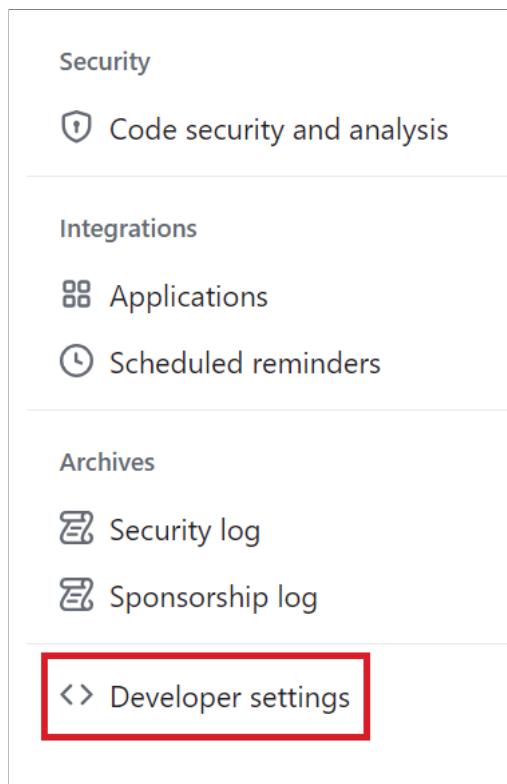 Security
Code security and analysis
Integrations
Applications
Scheduled reminders
Archives
Security log
Sponsorship log
Developer settings